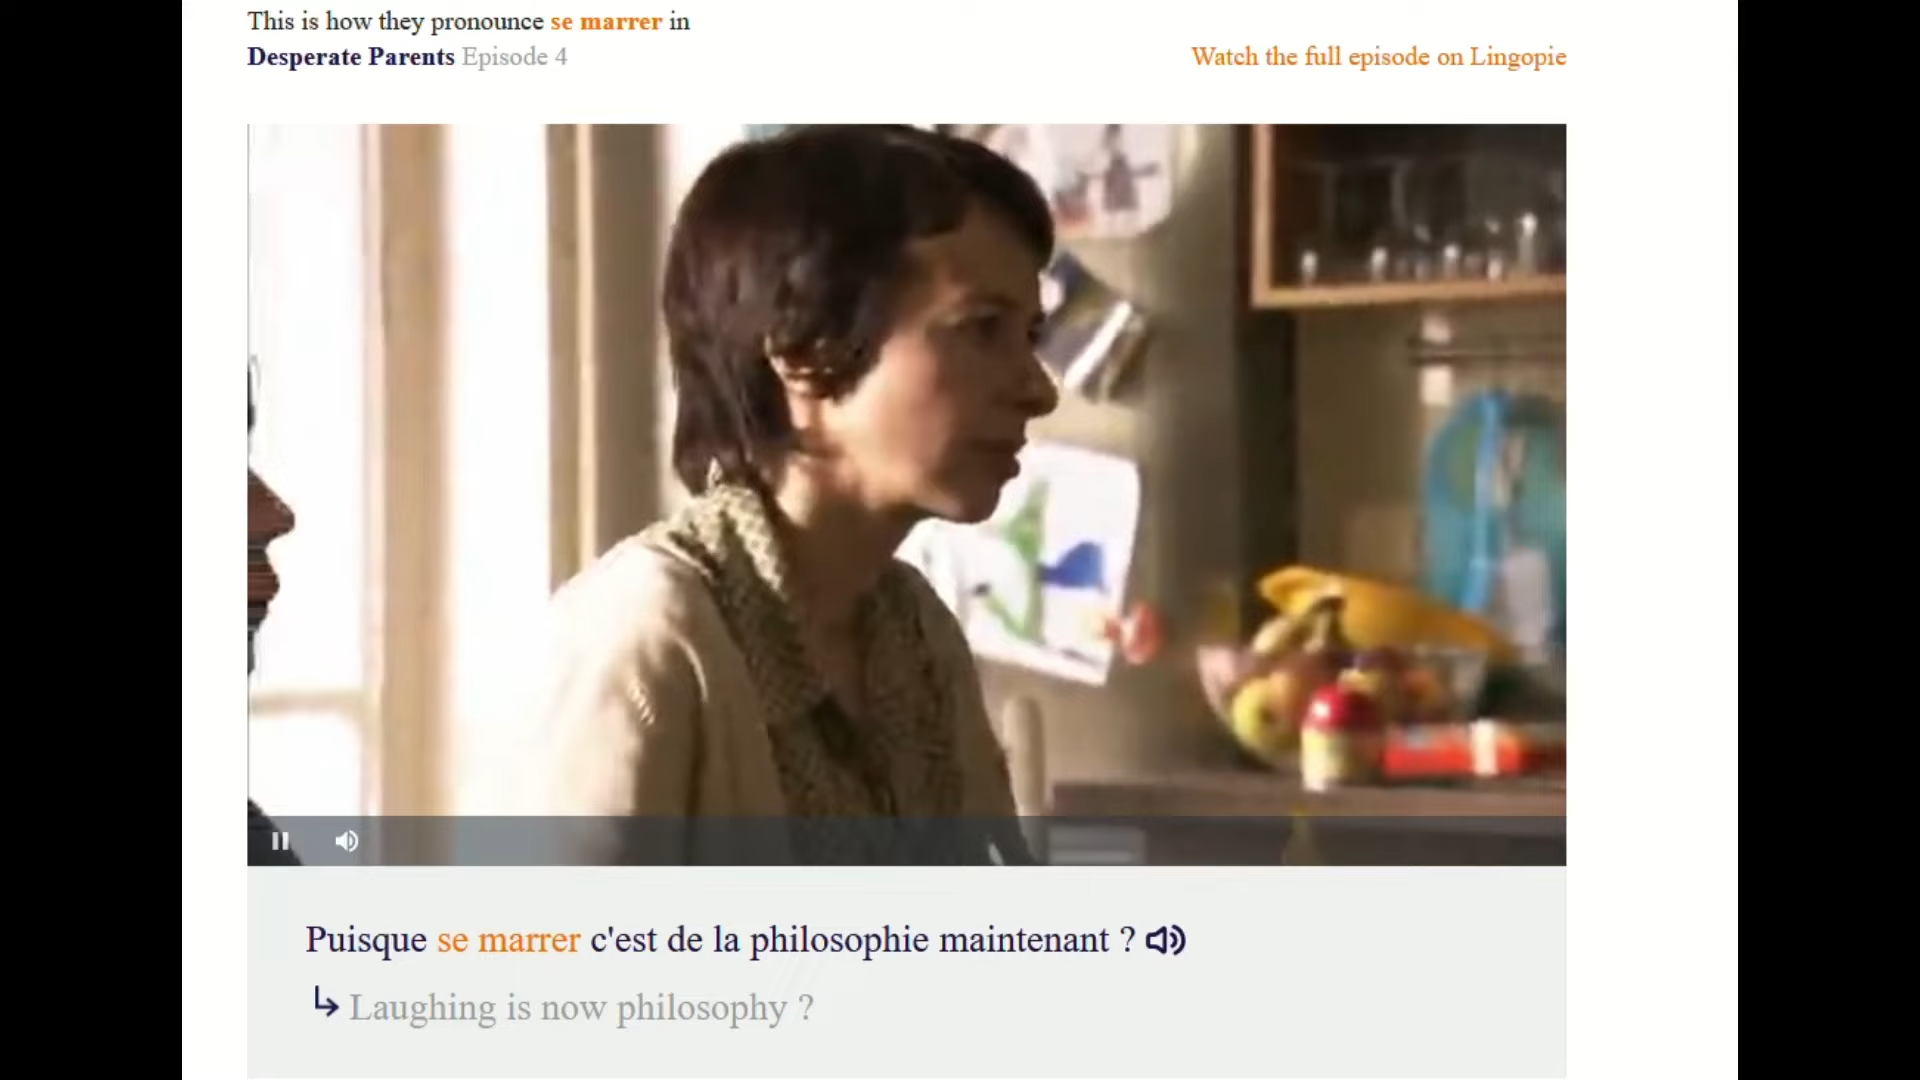 This is how they pronounce se marrer in
Desperate Parents Episode 4
Watch the full episode on Lingopie
Puisque se marrer c'est de la philosophie maintenant ?
Laughing is now philosophy ?